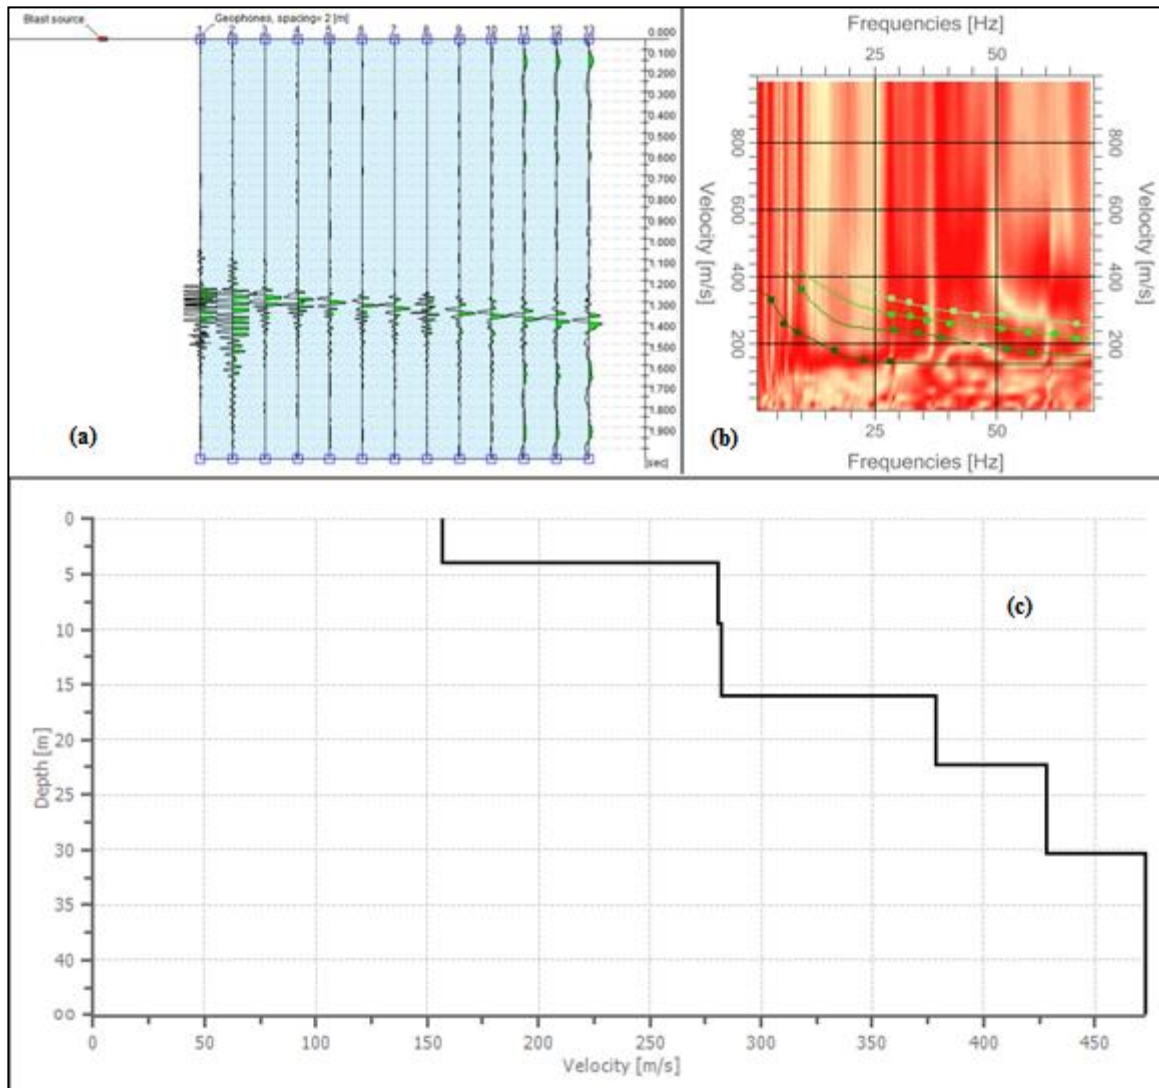 Blast source
Geophones, spacing= 2 [m]
1 2 3 4 5 6 7 8 9 10 11 12 13
0.000
0.100
0.200
0.300
0.400
0.500
0.600
0.700
0.800
0.900
1.000
1.100
1.200
1.300
1.400
1.500
1.600
1.700
1.800
1.900
[sec]
(a)
Frequencies [Hz]
25 50
800
600
400
200
Velocity [m/s]
800
600
400
200
Velocity [m/s]
25 50
Frequencies [Hz]
(b)
0
5
10
15
20
25
30
35
40
oo
Depth [m]
(c)
0 50 100 150 200 250 300 350 400 450
Velocity [m/s]